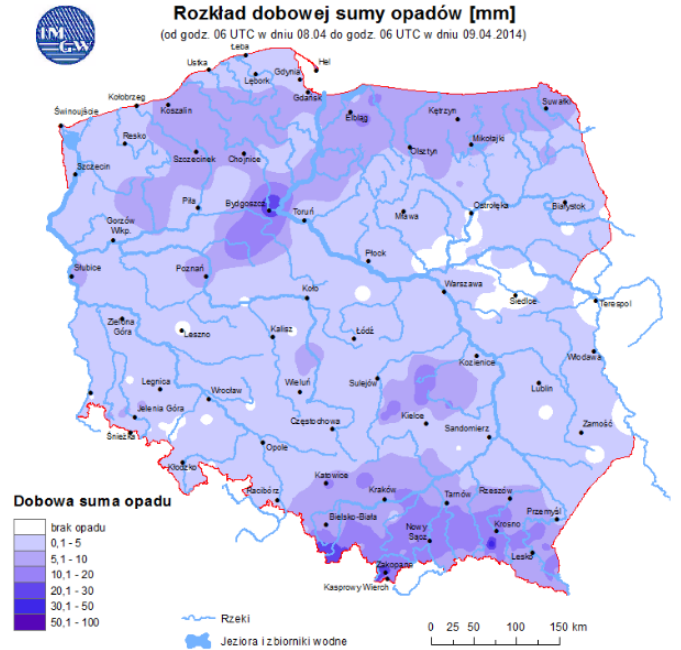 Rozkład dobowej sumy opadów [mm]
(od godz. 06 UTC w dniu 08.04 do godz. 06 UTC w dniu 09.04.2014)
IM
GW
Łeba
Ustka
Hel
Gdynia
Lębork
Gdańsk
Kołobrzeg
Koszalin
Suwałki
Świnoujście
Elbląg
Kętrzyn
Resko
Mikołajki
Olsztyn
Szczecinek
Chojnice
Szczecin
Piła
Bydgoszcz
Toruń
Mława
Ostrołęka
Białystok
Gorzów
Wlkp.
Płock
Słubice
Poznań
Koło
Warszawa
Siedlce
Terespol
Zielona
Góra
Leszno
Kalisz
Łódź
Kozienice
Włodawa
Legnica
Wrocław
Wieluń
Sulejów
Lublin
Jelenia Góra
Kielce
Śnieżka
Częstochowa
Sandomierz
Zamość
Opole
Kłodzko
Racibórz
Katowice
Kraków
Tarnów
Rzeszów
Przemyśl
Bielsko-Biała
Nowy
Sącz
Krosno
Lesko
Zakopane
Kasprowy Wierch
Dobowa suma opadu
brak opadu
0,1 - 5
5,1 - 10
10,1 - 20
20,1 - 30
30,1 - 50
50,1 - 100
Rzeki
Jeziora i zbiorniki wodne
0 25 50 100 150 km